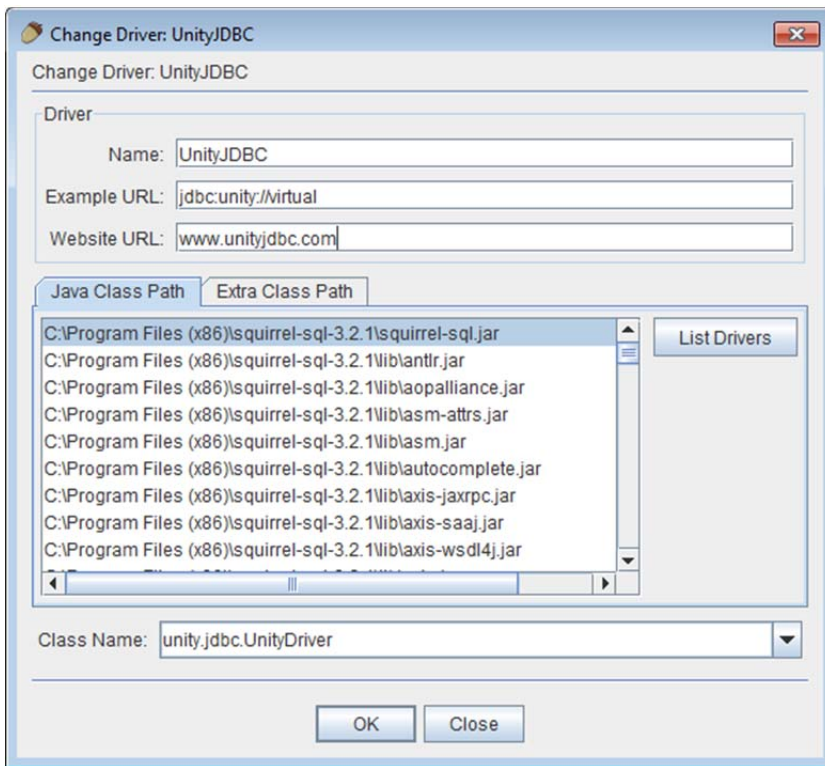 Change Driver: UnityJDBC
Change Driver: UnityJDBC
Driver
Name: UnityJDBC
Example URL: jdbc:unity://virtual
Website URL: www.unityjdbc.com
Java Class Path Extra Class Path
C:\Program Files (x86)\squirrel-sql-3.2.1\squirrel-sql.jar
List Drivers
C:\Program Files (x86)\squirrel-sql-3.2.1\lib\antlr.jar
C:\Program Files (x86)\squirrel-sql-3.2.1\lib\aopalliance.jar
C:\Program Files (x86)\squirrel-sql-3.2.1\lib\asm-attrs.jar
C:\Program Files (x86)\squirrel-sql-3.2.1\lib\asm.jar
C:\Program Files (x86)\squirrel-sql-3.2.1\lib\autocomplete.jar
C:\Program Files (x86)\squirrel-sql-3.2.1\lib\axis-jaxrpc.jar
C:\Program Files (x86)\squirrel-sql-3.2.1\lib\axis-saaj.jar
C:\Program Files (x86)\squirrel-sql-3.2.1\lib\axis-wsdl4j.jar
Class Name: unity.jdbc.UnityDriver
OK Close